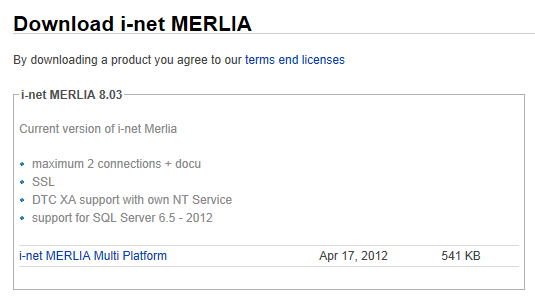 Download i-net MERLIA
By downloading a product you agree to our terms end licenses
i-net MERLIA 8.03
Current version of i-net Merlia
maximum 2 connections + docu
SSL
DTC XA support with own NT Service
support for SQL Server 6.5 - 2012
i-net MERLIA Multi Platform Apr 17, 2012 541 KB